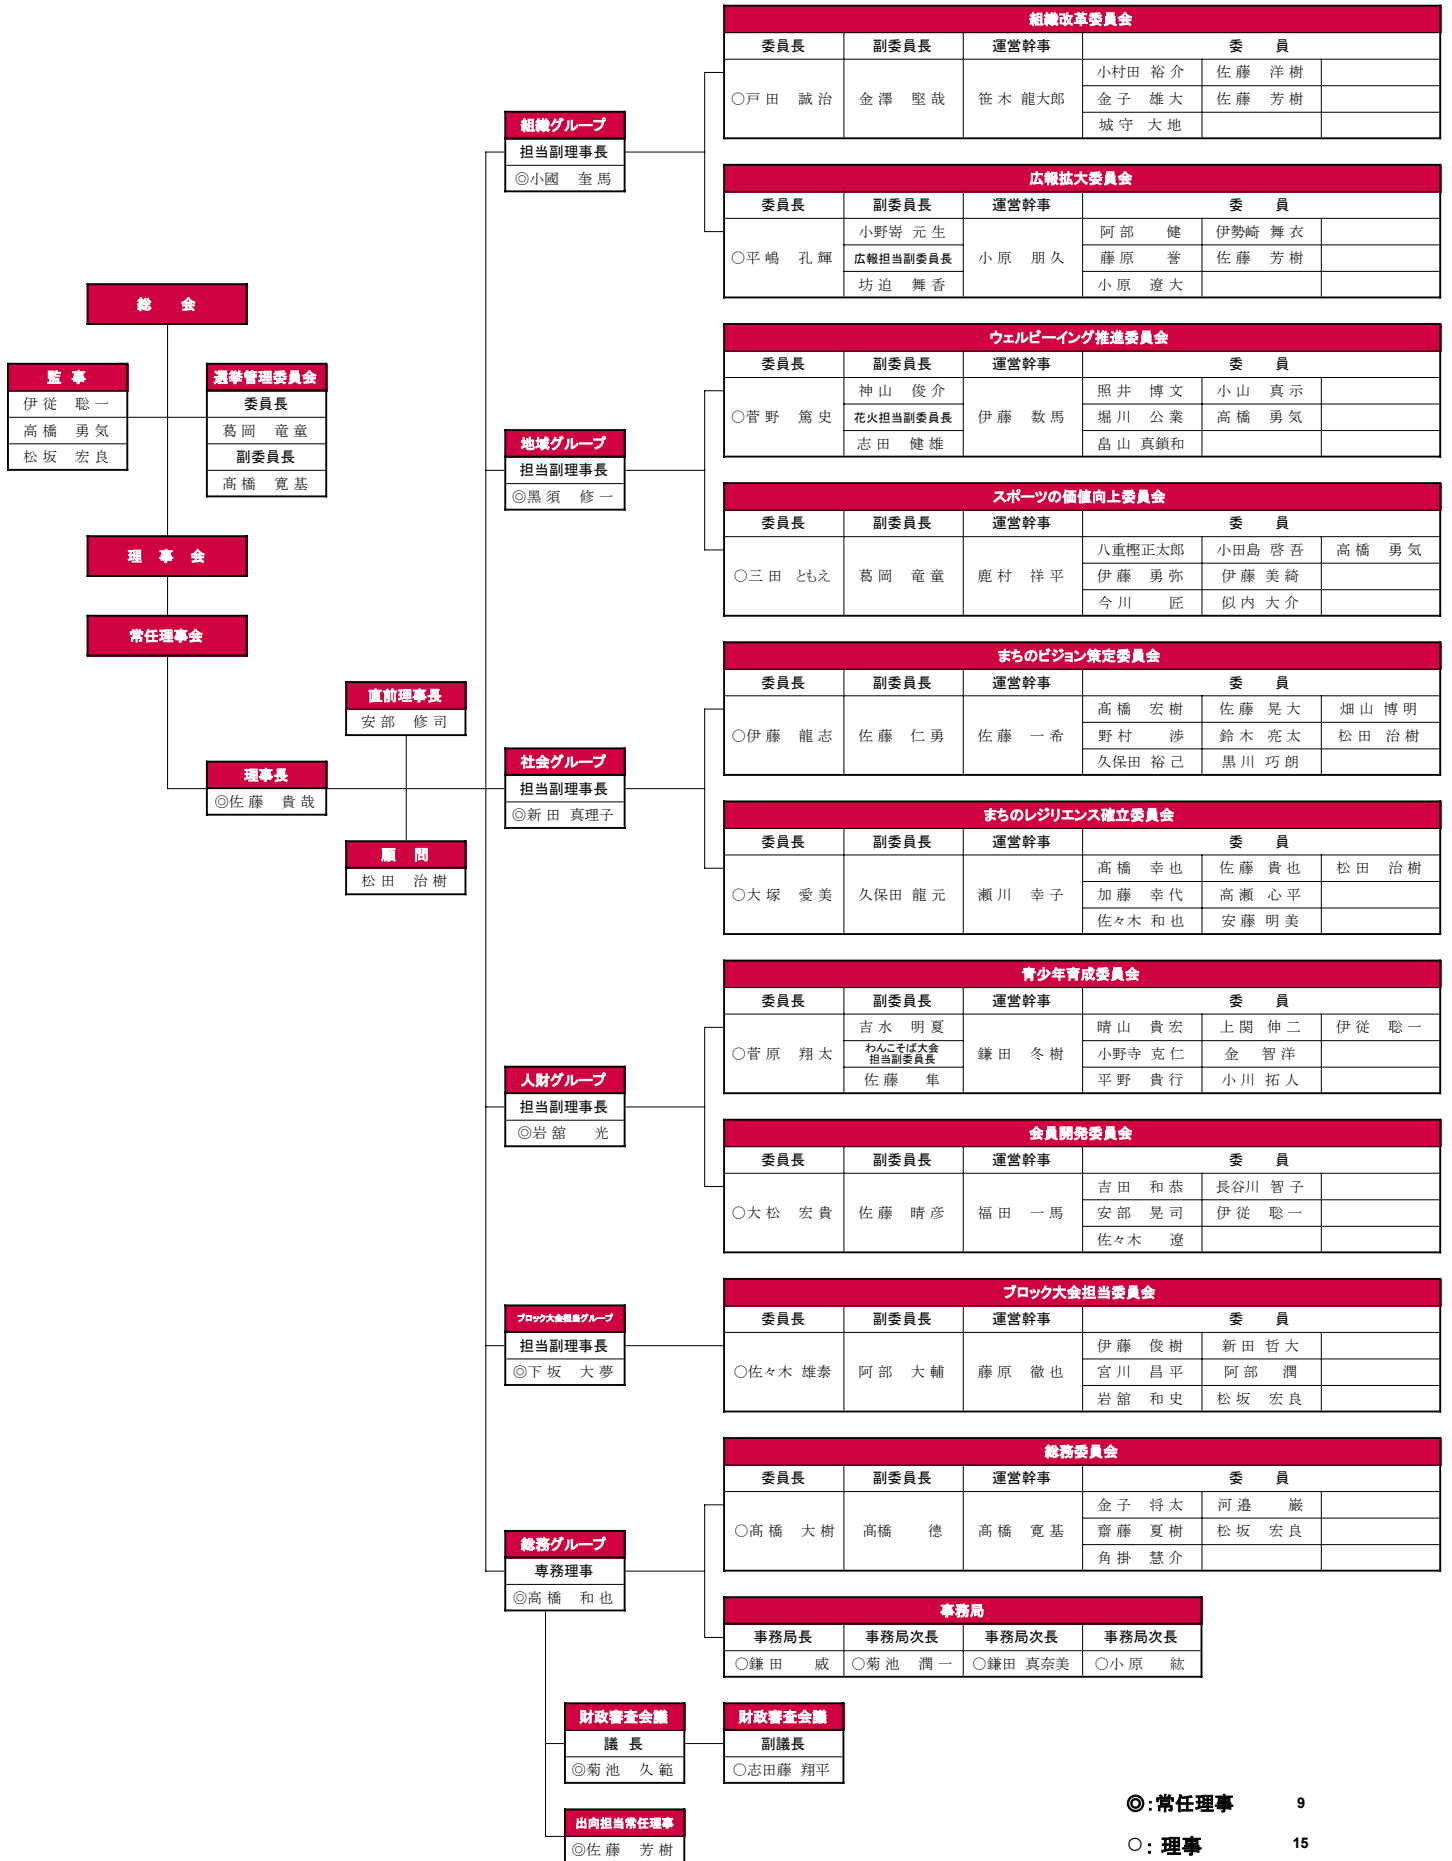 組織改革委員会
委員長 副委員長 運営幹事 委 員
○戸田 誠治 金澤 堅哉 笹木 龍大郎
小村田 裕介 佐藤 洋樹
金子 雄大 佐藤 芳樹
城守 大地
組織グループ
担当副理事長
◎小國 奎馬
広報拡大委員会
委員長 副委員長 運営幹事 委 員
○平嶋 孔輝
小野嵜 元生
広報担当副委員長
坊迫 舞香
小原 朋久
阿部 健 伊勢崎 舞衣
藤原 誉 佐藤 芳樹
小原 遼大
総 会
監 事
伊従 聡一
高橋 勇気
松坂 宏良
選挙管理委員会
委員長
葛岡 竜童
副委員長
髙橋 寛基
ウェルビーイング推進委員会
委員長 副委員長 運営幹事 委 員
○菅野 篤史
神山 俊介
花火担当副委員長
志田 健雄
伊藤 数馬
照井 博文 小山 真示
堀川 公業 高橋 勇気
畠山 真鎖和
地域グループ
担当副理事長
◎黒須 修一
スポーツの価値向上委員会
委員長 副委員長 運営幹事 委 員
○三田 ともえ 葛岡 竜童 鹿村 祥平
八重樫正太郎 小田島 啓吾 高橋 勇気
伊藤 勇弥 伊藤 美綺
今川 匠 似内 大介
理 事 会
常任理事会
直前理事長
安部 修司
理事長
◎佐藤 貴哉
顧 問
松田 治樹
まちのビジョン策定委員会
委員長 副委員長 運営幹事 委 員
○伊藤 龍志 佐藤 仁勇 佐藤 一希
髙橋 宏樹 佐藤 晃大 畑山 博明
野村 渉 鈴木 亮太 松田 治樹
久保田 裕己 黒川 巧朗
社会グループ
担当副理事長
◎新田 真理子
まちのレジリエンス確立委員会
委員長 副委員長 運営幹事 委 員
○大塚 愛美 久保田 龍元 瀬川 幸子
髙橋 幸也 佐藤 貴也 松田 治樹
加藤 幸代 高瀬 心平
佐々木 和也 安藤 明美
青少年育成委員会
委員長 副委員長 運営幹事 委 員
○菅原 翔太
吉水 明夏
わんこそば大会
担当副委員長
佐藤 隼
鎌田 冬樹
晴山 貴宏 上関 伸二 伊従 聡一
小野寺 克仁 金 智洋
平野 貴行 小川 拓人
人財グループ
担当副理事長
◎岩舘 光
会員開発委員会
委員長 副委員長 運営幹事 委 員
○大松 宏貴 佐藤 晴彦 福田 一馬
吉田 和恭 長谷川 智子
安部 晃司 伊従 聡一
佐々木 遼
ブロック大会担当グループ
担当副理事長
◎下坂 大夢
ブロック大会担当委員会
委員長 副委員長 運営幹事 委 員
○佐々木 雄泰 阿部 大輔 藤原 徹也
伊藤 俊樹 新田 哲大
宮川 昌平 阿部 潤
岩舘 和史 松坂 宏良
総務委員会
委員長 副委員長 運営幹事 委 員
○髙橋 大樹 髙橋 德 髙橋 寛基
金子 将太 河邉 巌
齋藤 夏樹 松坂 宏良
角掛 慧介
総務グループ
専務理事
◎高橋 和也
事務局
事務局長 事務局次長 事務局次長 事務局次長
○鎌田 威 ○菊池 潤一 ○鎌田 真奈美 ○小原 紘
財政審査会議
議 長
◎菊池 久範
財政審査会議
副議長
○志田藤 翔平
出向担当常任理事
◎佐藤 芳樹
◎:常任理事 9
○:理事 15